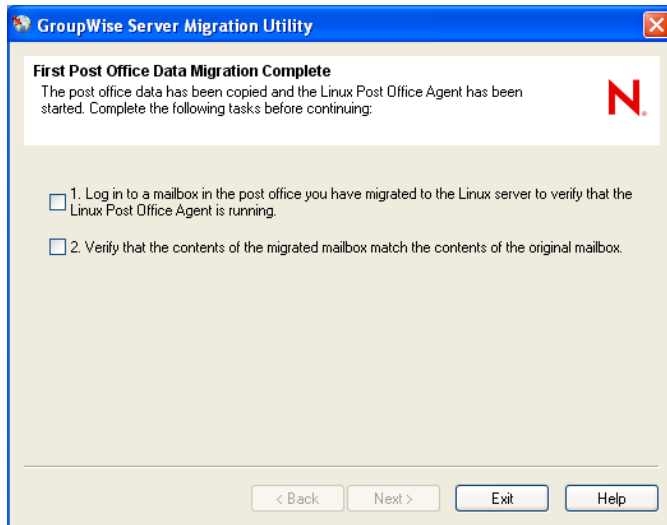 GroupWise Server Migration Utility
First Post Office Data Migration Complete
The post office data has been copied and the Linux Post Office Agent has been
started. Complete the following tasks before continuing:
N.
1. Log in to a mailbox in the post office you have migrated to the Linux server to verify that the
Linux Post Office Agent is running.
2. Verify that the contents of the migrated mailbox match the contents of the original mailbox.
< Back
Next >
Exit
Help